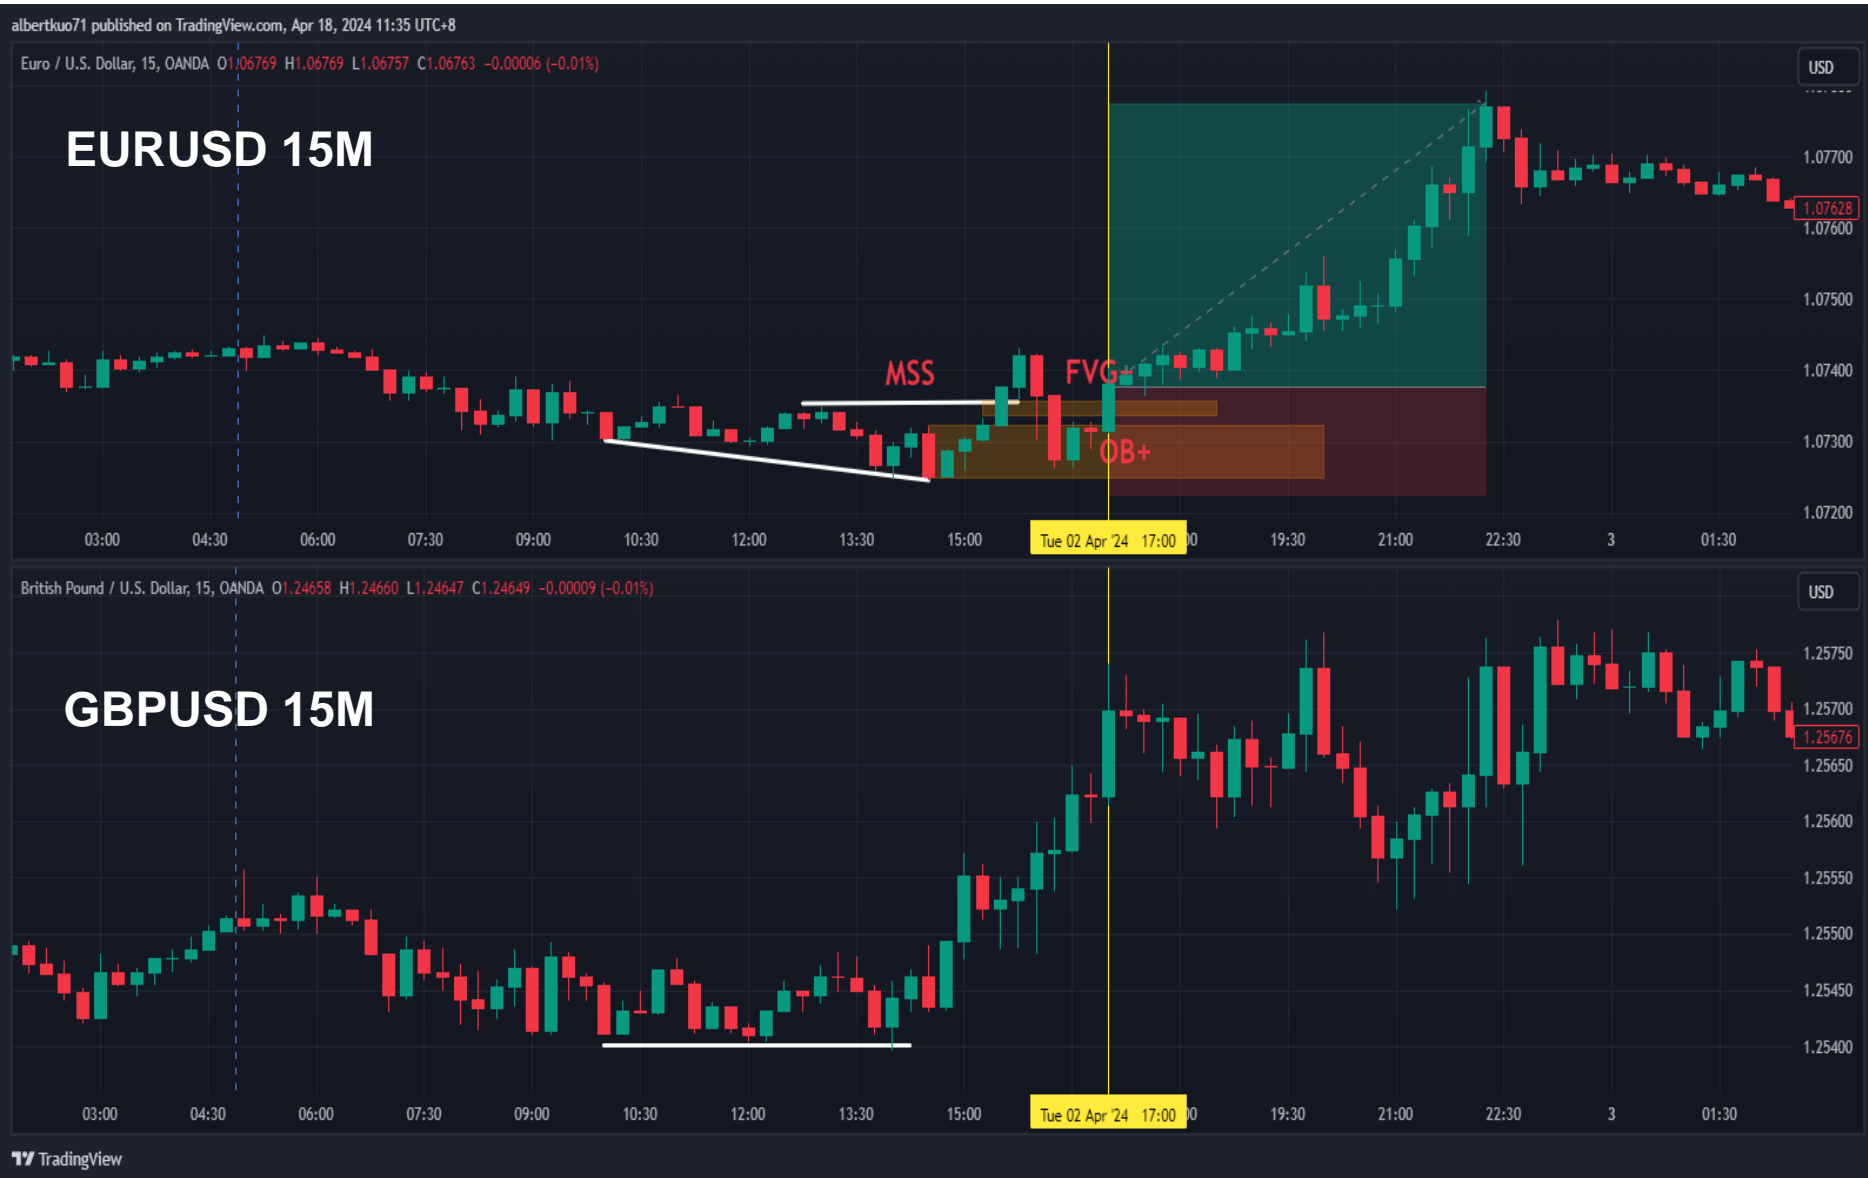 albertkuo71 published on TradingView.com, Apr 18, 2024 11:35 UTC+8
Euro / U.S. Dollar, 15, OANDA O1.06769 H1.06769 L1.06757 C1.06763 −0.00006 (−0.01%)
USD
EURUSD 15M
1.07700
1.07628
1.07600
1.07500
1.07400
1.07300
1.07200
MSS
FVG+
OB+
03:00 04:30 06:00 07:30 09:00 10:30 12:00 13:30 15:00 Tue 02 Apr '24 17:00 19:30 21:00 22:30 3 01:30
British Pound / U.S. Dollar, 15, OANDA O1.24658 H1.24660 L1.24647 C1.24649 −0.00009 (−0.01%)
USD
GBPUSD 15M
1.25750
1.25700
1.25676
1.25650
1.25600
1.25550
1.25500
1.25450
1.25400
03:00 04:30 06:00 07:30 09:00 10:30 12:00 13:30 15:00 Tue 02 Apr '24 17:00 19:30 21:00 22:30 3 01:30
TradingView